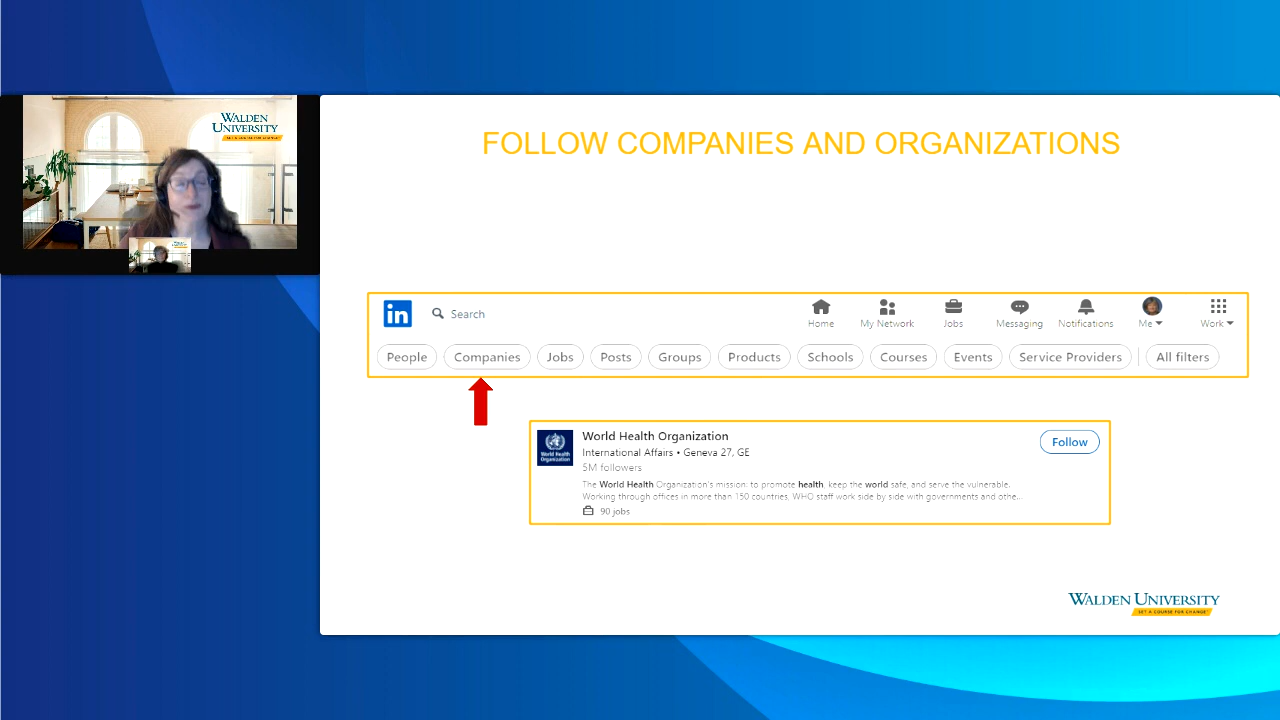 WALDEN
UNIVERSITY
FOLLOW COMPANIES AND ORGANIZATIONS
in Search Home My Network Jobs Messaging Notifications Me Work
People Companies Jobs Posts Groups Products Schools Courses Events Service Providers All filters
World Health Organization
World Health Organization Follow
International Affairs • Geneva 27, GE
5M followers
The World Health Organization's mission: to promote health, keep the world safe, and serve the vulnerable.
Working through offices in more than 150 countries, WHO staff work side by side with governments and othe...
90 jobs
WALDEN UNIVERSITY
SET A COURSE FOR CHANGE